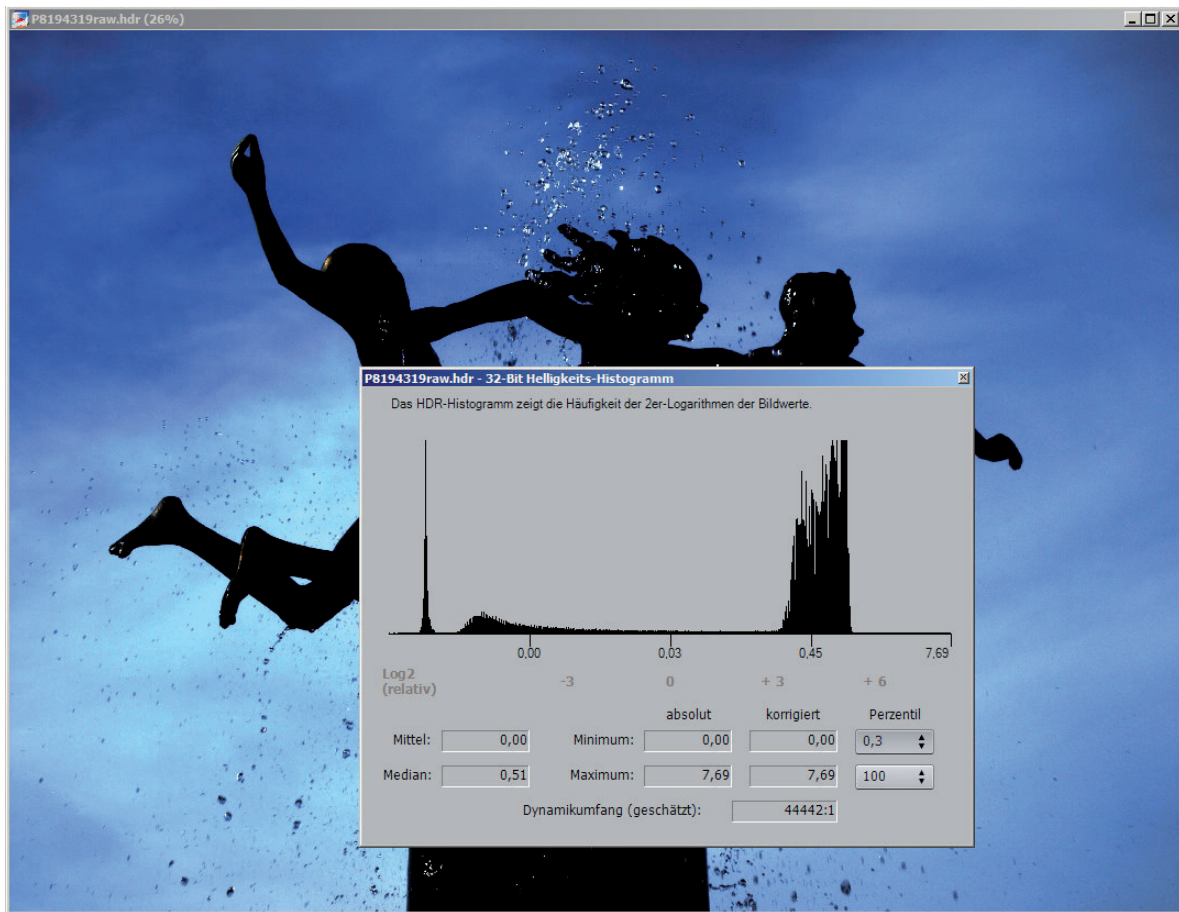 P8194319raw.hdr (26%)
P8194319raw.hdr - 32-Bit Helligkeits-Histogramm
Das HDR-Histogramm zeigt die Häufigkeit der 2er-Logarithmen der Bildwerte.
0,00 0,03 0,45 7,69
Log2 (relativ) -3 0 + 3 + 6
absolut korrigiert Perzentil
Mittel: 0,00 Minimum: 0,00 0,00 0,3
Median: 0,51 Maximum: 7,69 7,69 100
Dynamikumfang (geschätzt): 44442:1